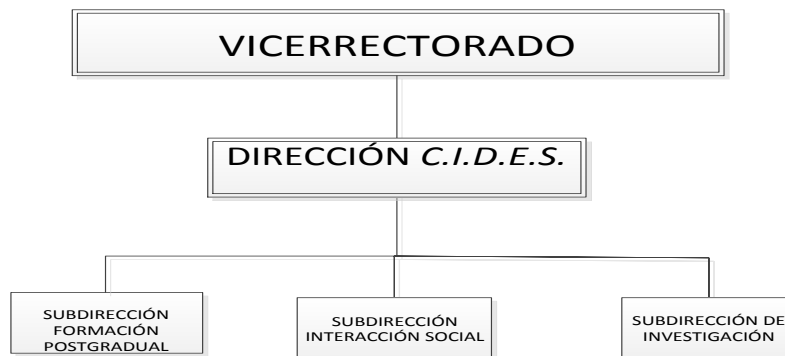 VICERRECTORADO
DIRECCIÓN C.I.D.E.S.
SUBDIRECCIÓN
FORMACIÓN
POSTGRADUAL
SUBDIRECCIÓN
INTERACCIÓN SOCIAL
SUBDIRECCIÓN DE
INVESTIGACIÓN